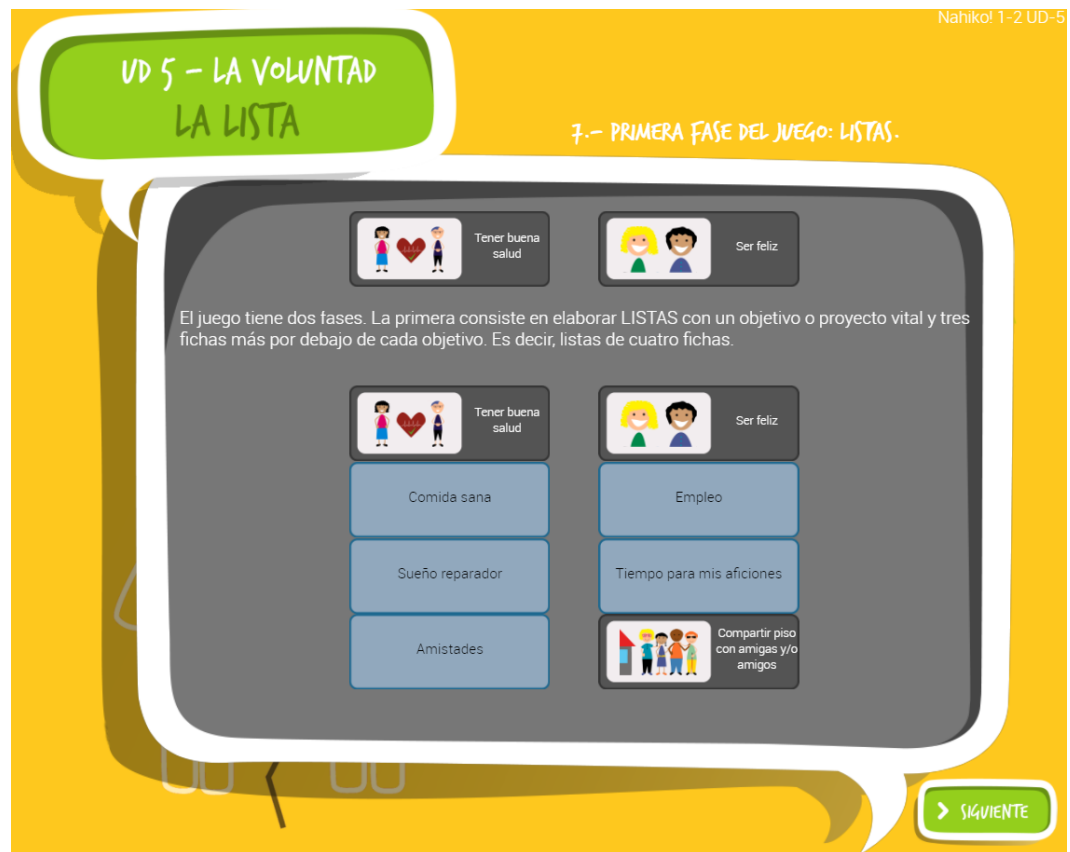 Nahiko! 1-2 UD-5
UD 5 - LA VOLUNTAD
LA LISTA
7.- PRIMERA FASE DEL JUEGO: LISTAS.
Tener buena
salud
Ser feliz
El juego tiene dos fases. La primera consiste en elaborar LISTAS con un objetivo o proyecto vital y tres
fichas más por debajo de cada objetivo. Es decir, listas de cuatro fichas.
Tener buena
salud
Ser feliz
Comida sana
Empleo
Sueño reparador
Tiempo para mis aficiones
Amistades
Compartir piso
con amigas y/o
amigos
SIGUIENTE